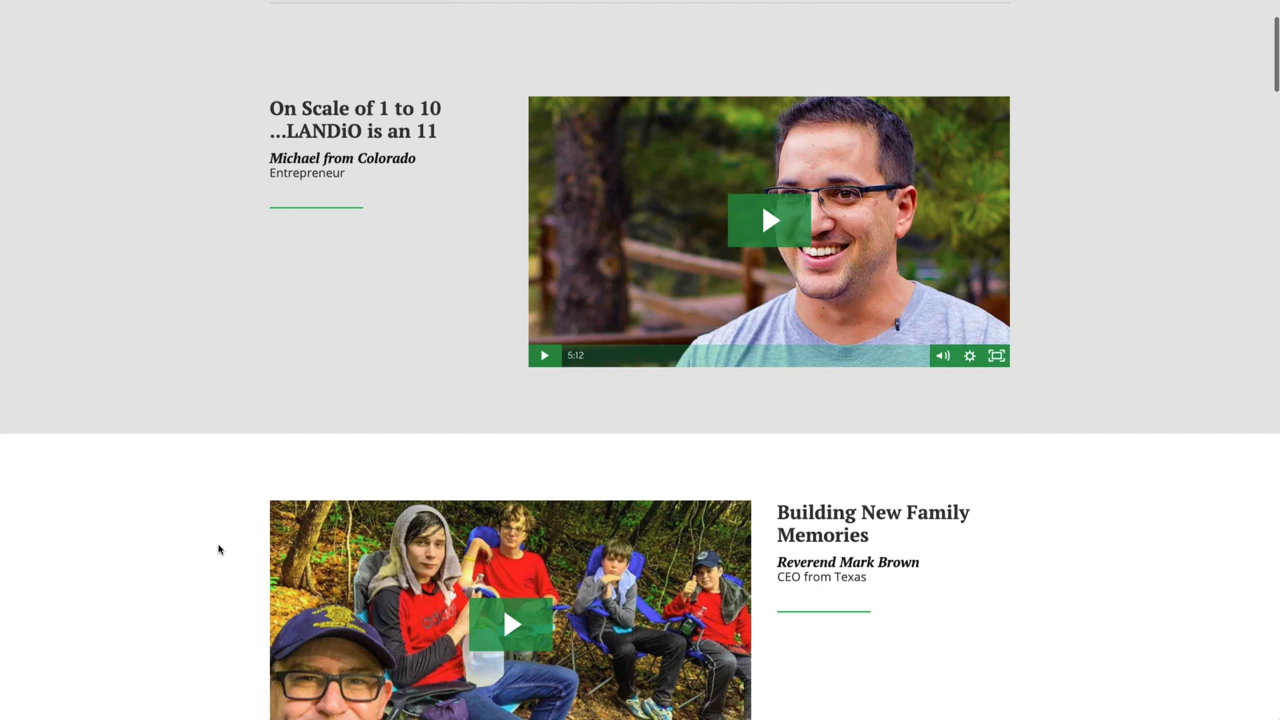 On Scale of 1 to 10
...LANDiO is an 11
Michael from Colorado
Entrepreneur
5:12
Building New Family
Memories
Reverend Mark Brown
CEO from Texas